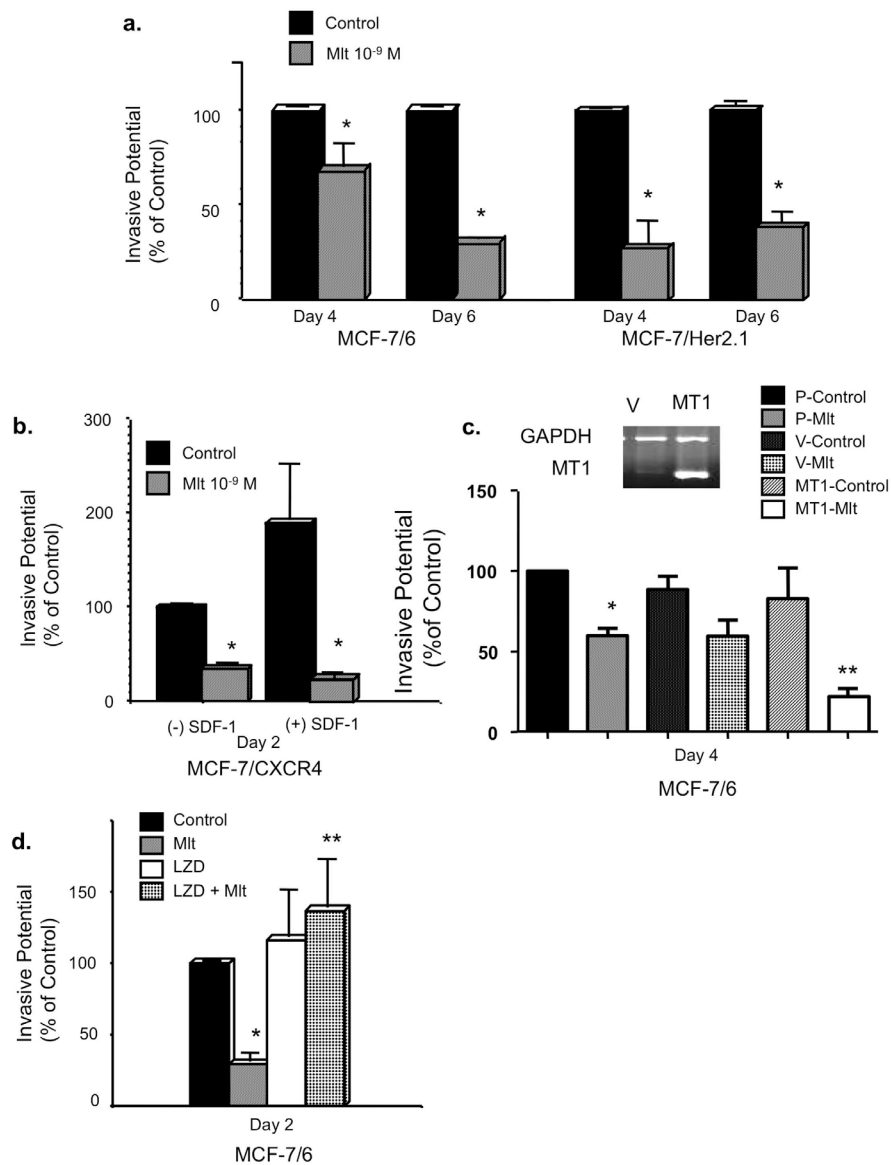 a.
Control
Mlt 10⁻⁹ M
Invasive Potential
(% of Control)
100
50
0
* * * *
Day 4 Day 6 Day 4 Day 6
MCF-7/6 MCF-7/Her2.1
b.
Control
Mlt 10⁻⁹ M
Invasive Potential
(% of Control)
300
200
100
0
* *
(-) SDF-1 (+) SDF-1
Day 2
MCF-7/CXCR4
c.
V MT1
GAPDH
MT1
P-Control
P-Mlt
V-Control
V-Mlt
MT1-Control
MT1-Mlt
Invasive Potential
(%of Control)
150
100
50
0
* **
Day 4
MCF-7/6
d.
Control
Mlt
LZD
LZD + Mlt
Invasive Potential
(% of Control)
150
100
50
0
* **
Day 2
MCF-7/6